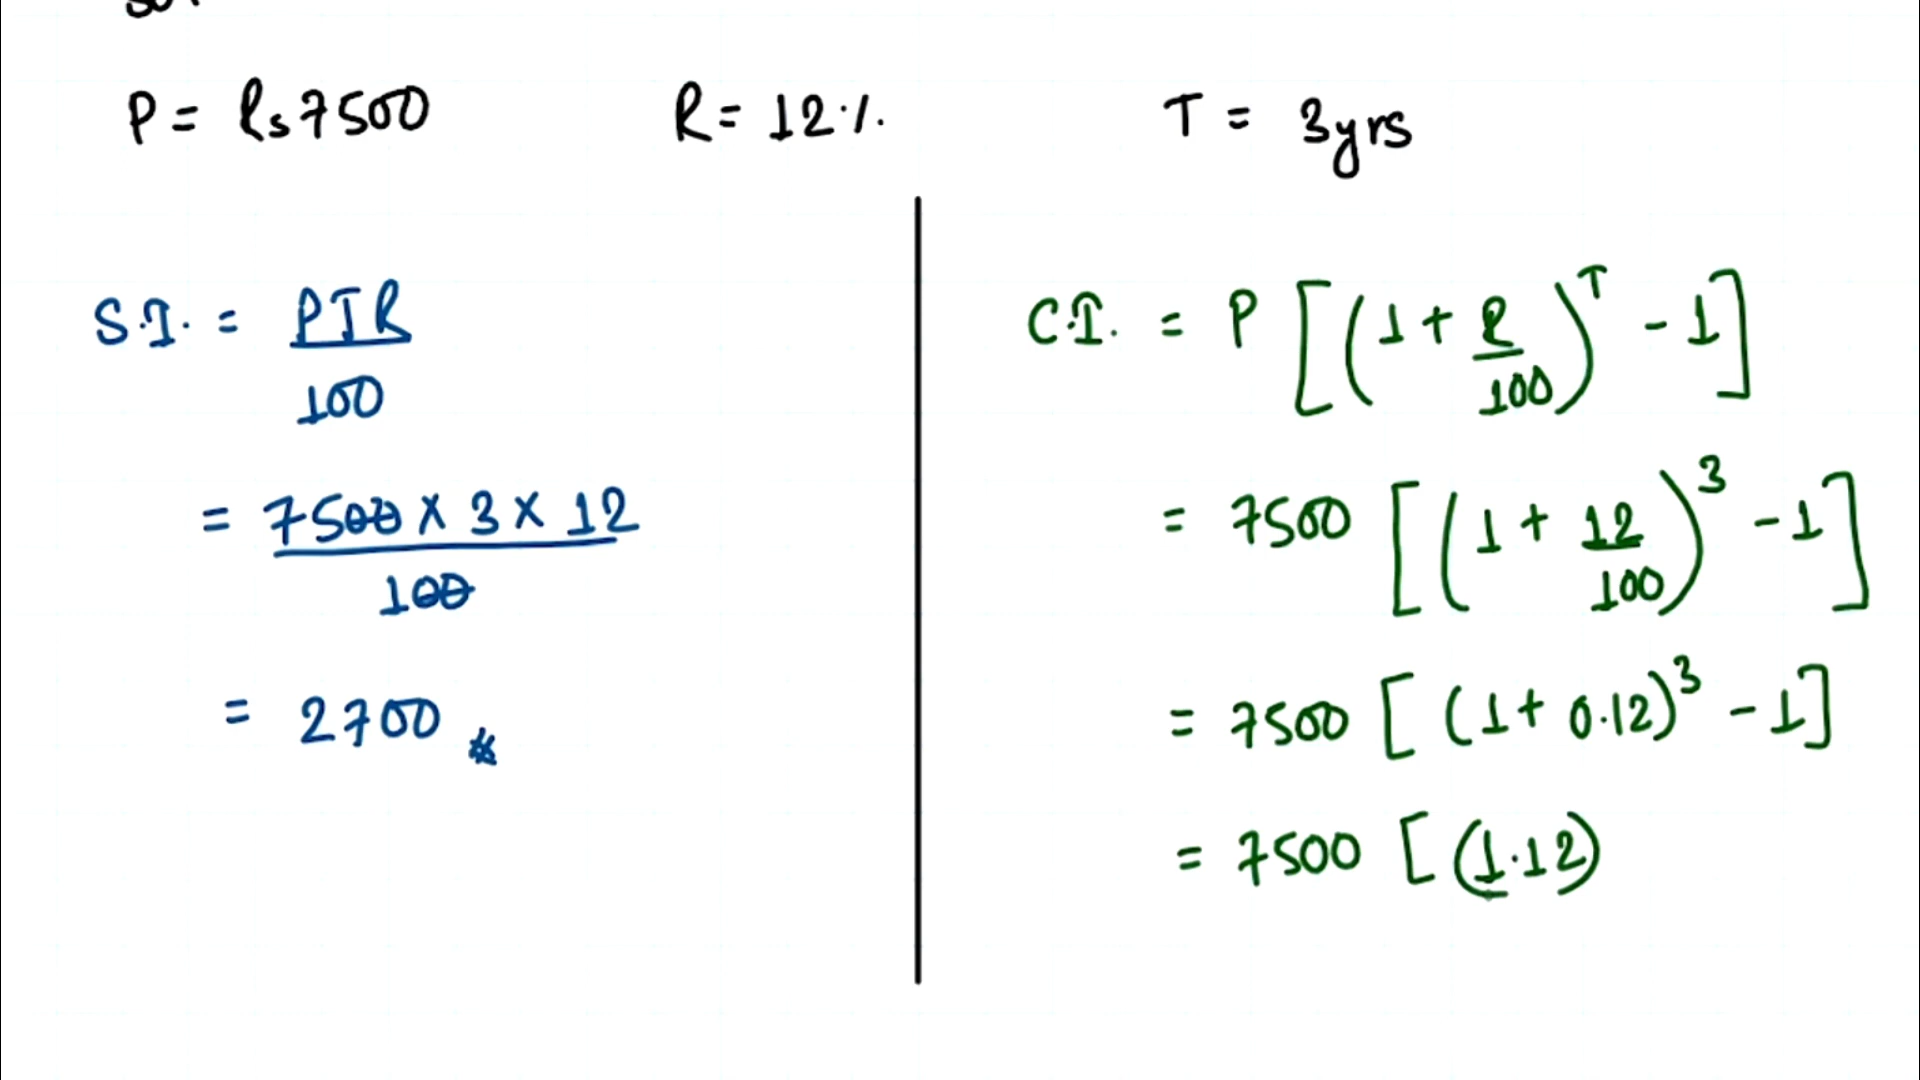 P = Rs 7500 R = 12% T = 3yrs
S.I. = PTR
100
= 7500 × 3 × 12
100
= 2700
C.I. = P [(1 + R/100)^T - 1]
= 7500 [(1 + 12/100)^3 - 1]
= 7500 [(1 + 0.12)^3 - 1]
= 7500 [(1.12)